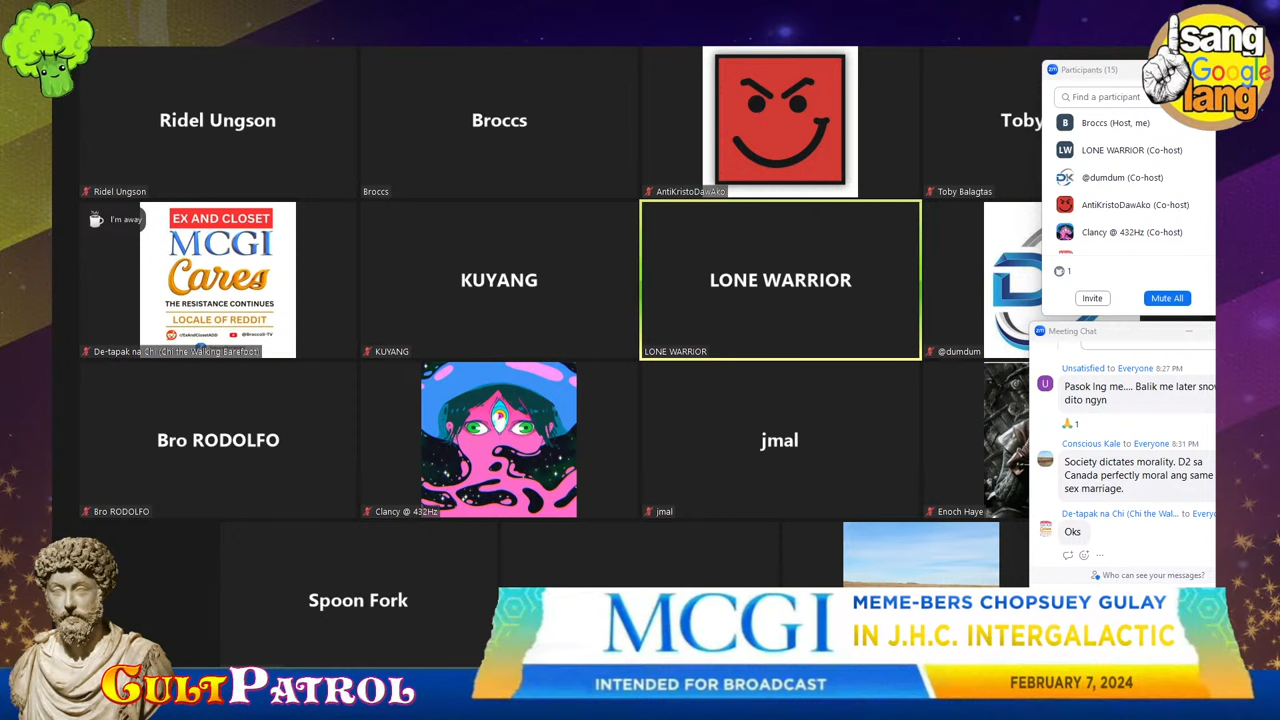 Isang
Google
lang
Ridel Ungson
Ridel Ungson
Broccs
Broccs
AntiKristoDawAko
Toby
Toby Balagtas
Participants (15)
Find a participant
B
Broccs (Host, me)
LW
LONE WARRIOR (Co-host)
@dumdum (Co-host)
AntiKristoDawAko (Co-host)
Clancy @ 432Hz (Co-host)
1
Invite
Mute All
I'm away
EX AND CLOSET
MCGI
Cares
THE RESISTANCE CONTINUES
LOCALE OF REDDIT
De-tapak na Chi (Chi the Walking Barefoot)
KUYANG
KUYANG
LONE WARRIOR
LONE WARRIOR
@dumdum
Meeting Chat
Unsatisfied to Everyone 8:27 PM
U
Pasok lng me.... Balik me later snow
dito ngyn
1
Conscious Kale to Everyone 8:31 PM
Society dictates morality. D2 sa
Canada perfectly moral ang same
sex marriage.
De-tapak na Chi (Chi the Wal... to Everyo
Oks
Who can see your messages?
Bro RODOLFO
Bro RODOLFO
Clancy @ 432Hz
jmal
jmal
Enoch Haye
Spoon Fork
MCGI
MEME-BERS CHOPSUEY GULAY
IN J.H.C. INTERGALACTIC
INTENDED FOR BROADCAST
FEBRUARY 7, 2024
CULTPATROL